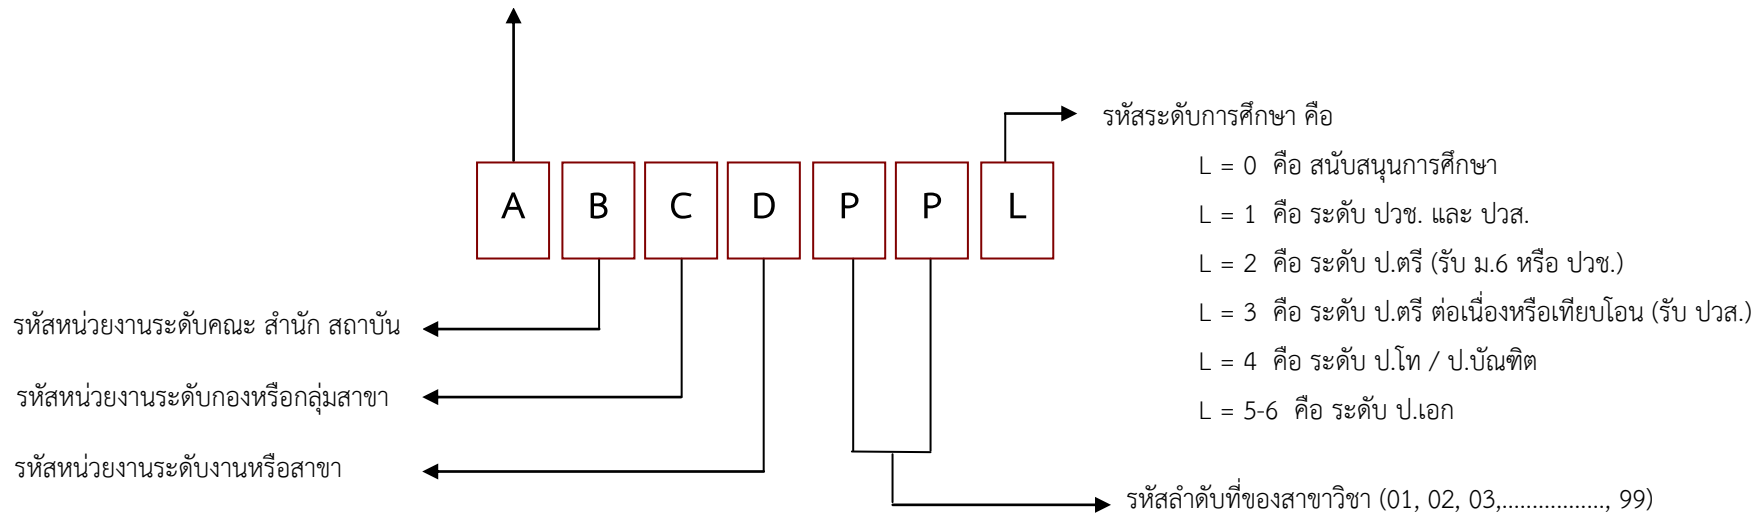 รหัสระดับการศึกษา คือ
L = 0 คือ สนับสนุนการศึกษา
A B C D P P L
L = 1 คือ ระดับ ปวช. และ ปวส.
L = 2 คือ ระดับ ป.ตรี (รับ ม.6 หรือ ปวช.)
L = 3 คือ ระดับ ป.ตรี ต่อเนื่องหรือเทียบโอน (รับ ปวส.)
L = 4 คือ ระดับ ป.โท / ป.บัณฑิต
L = 5-6 คือ ระดับ ป.เอก
รหัสหน่วยงานระดับคณะ สำนัก สถาบัน
รหัสหน่วยงานระดับกองหรือกลุ่มสาขา
รหัสหน่วยงานระดับงานหรือสาขา
รหัสลำดับที่ของสาขาวิชา (01, 02, 03,................., 99)